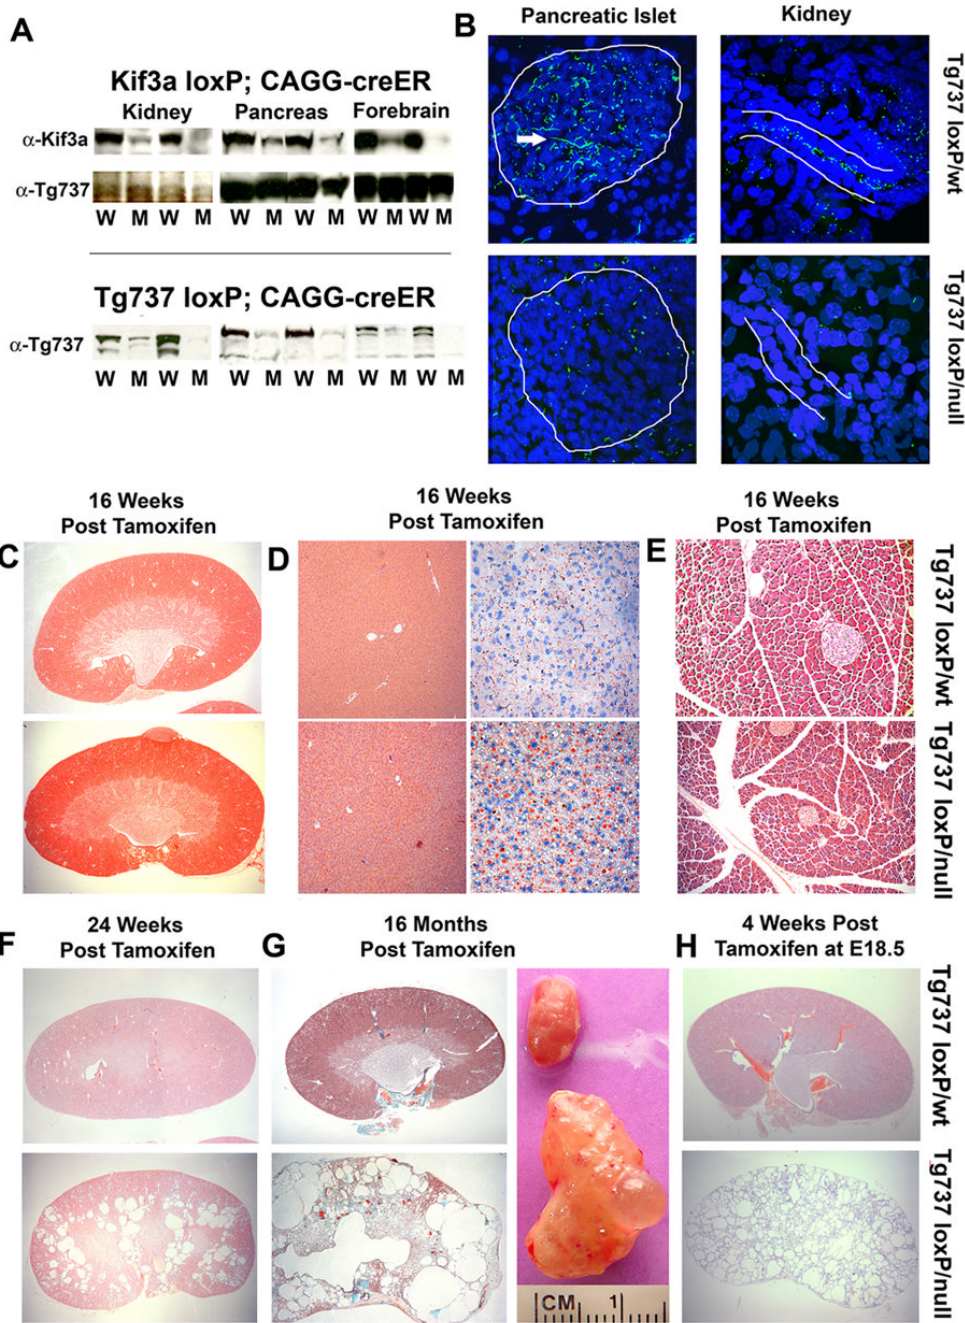 A
Kif3a loxP; CAGG-creER
Kidney Pancreas Forebrain
α-Kif3a
α-Tg737
W M W M W M W M W M W M
Tg737 loxP; CAGG-creER
α-Tg737
W M W M W M W M W M W M
B
Pancreatic Islet Kidney
Tg737 loxP/wt
Tg737 loxP/null
C
16 Weeks
Post Tamoxifen
D
16 Weeks
Post Tamoxifen
E
16 Weeks
Post Tamoxifen
Tg737 loxP/wt
Tg737 loxP/null
F
24 Weeks
Post Tamoxifen
G
16 Months
Post Tamoxifen
CM 1
H
4 Weeks Post
Tamoxifen at E18.5
Tg737 loxP/wt
Tg737 loxP/null